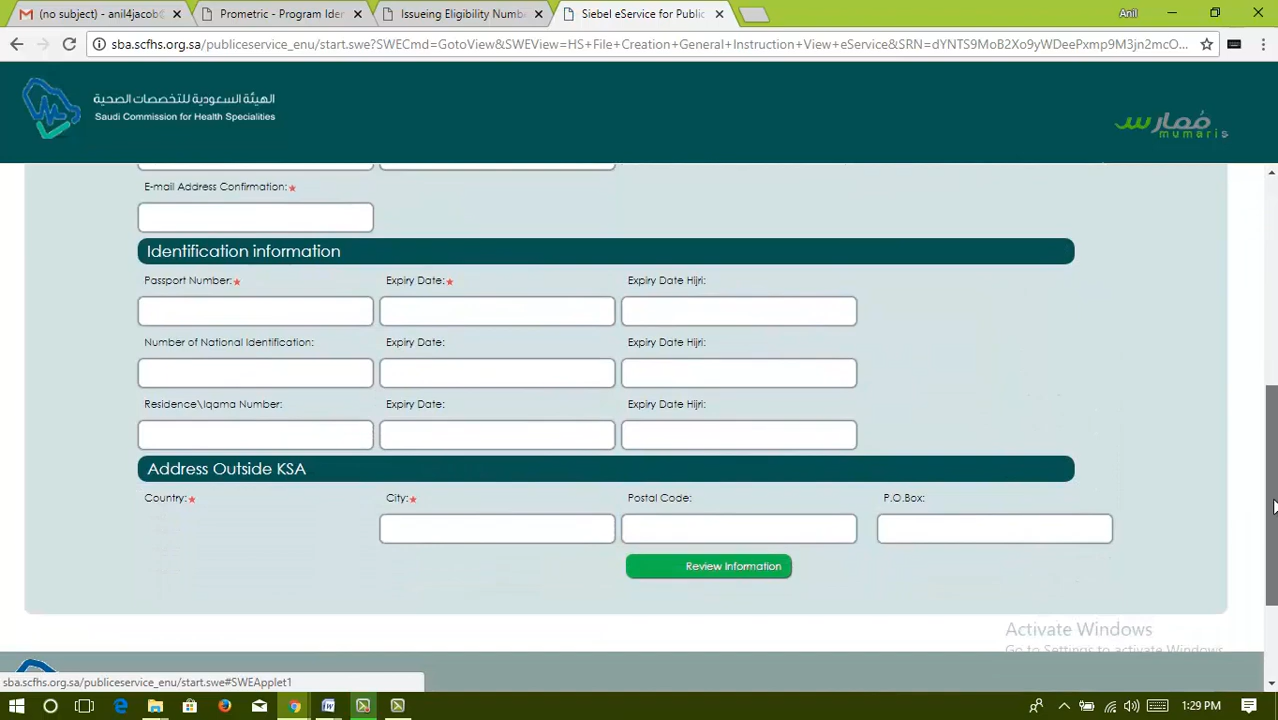 (no subject) - anil4jacob
Prometric - Program Iden
Issueing Eligibility Numb
Siebel eService for Public
Anil
sba.scfhs.org.sa/publiceservice_enu/start.swe?SWECmd=GotoView&SWEView=HS+File+Creation+General+Instruction+View+eService&SRN=dYNTS9MoB2Xo9yWDeePxmp9M3jn2mcO...
الهيئة السعودية للتخصصات الصحية
Saudi Commission for Health Specialities
مُمارس
mumaris
E-mail Address Confirmation:*
Identification information
Passport Number:* Expiry Date:* Expiry Date Hijri:
Number of National Identification: Expiry Date: Expiry Date Hijri:
Residence\Iqama Number: Expiry Date: Expiry Date Hijri:
Address Outside KSA
Country:* City:* Postal Code: P.O.Box:
Review Information
Activate Windows
Go to Settings to activate Windows.
sba.scfhs.org.sa/publiceservice_enu/start.swe#SWEApplet1
1:29 PM